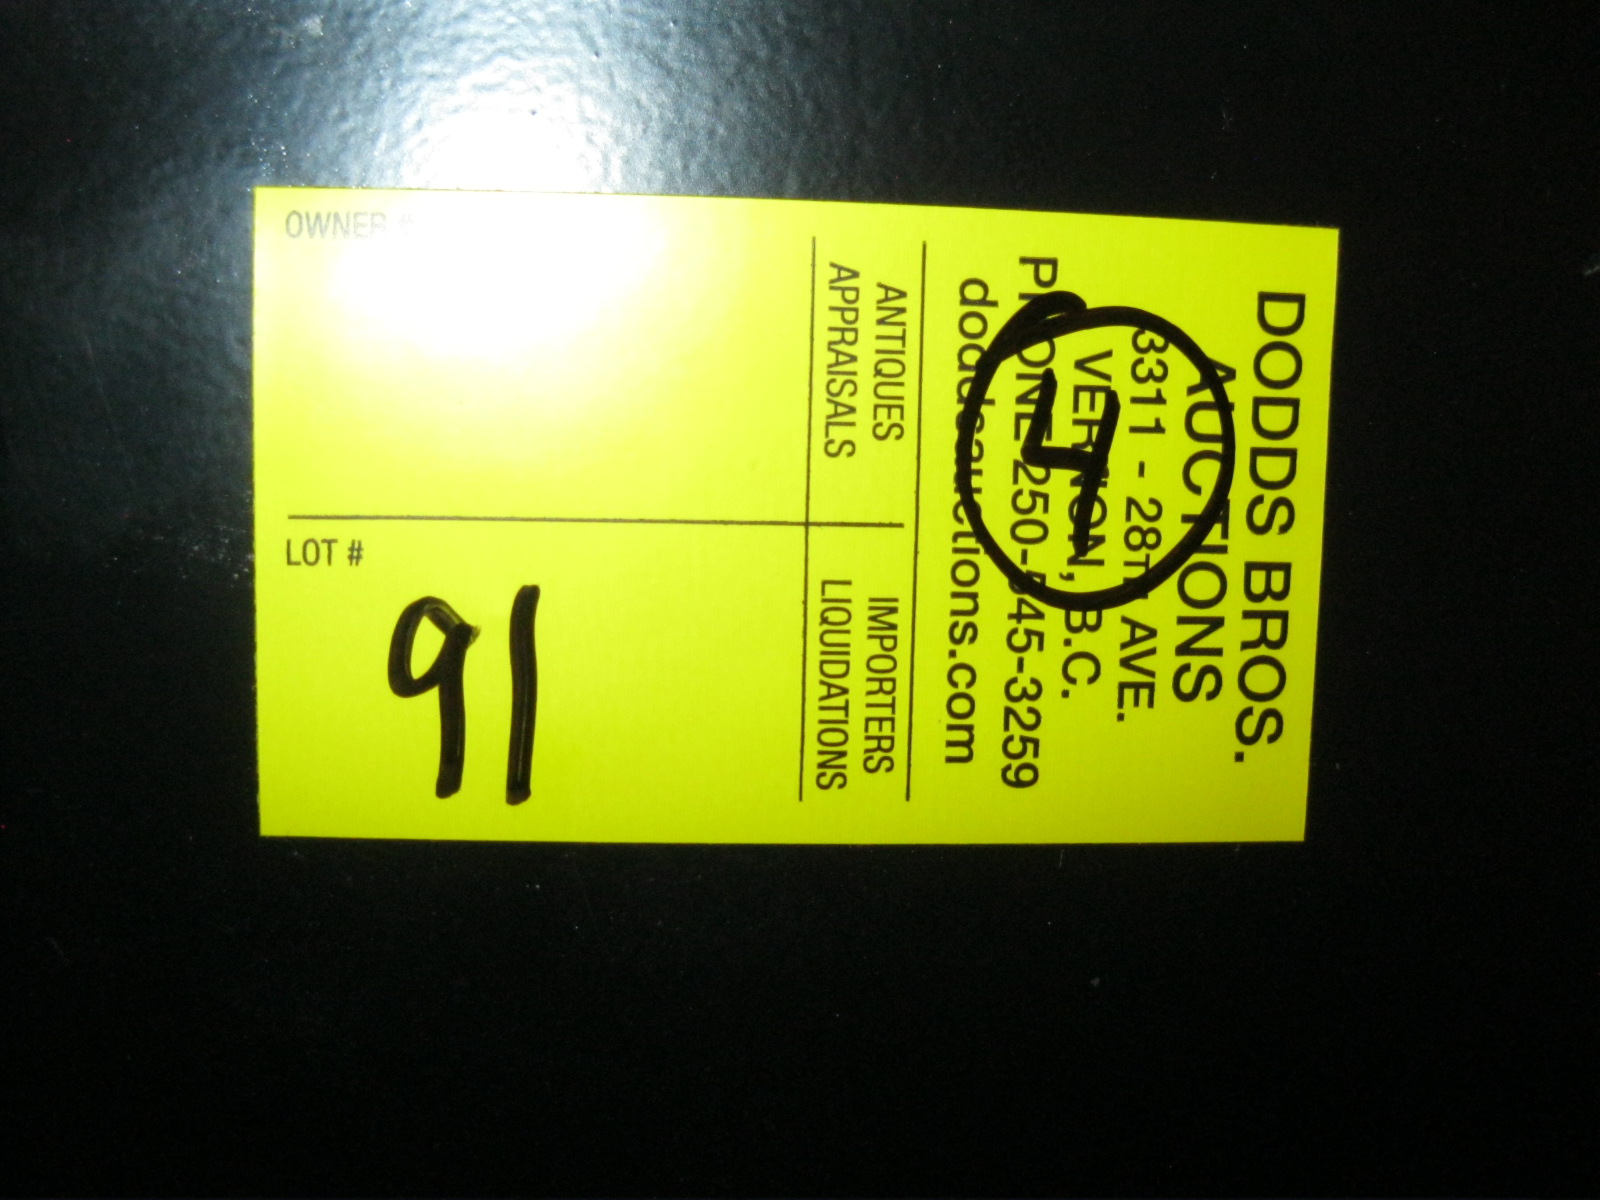 DODDS BROS.
AUCTIONS
3311 - 28TH AVE.
VERNON, B.C.
PHONE 250-545-3259
doddsauctions.com
4
ANTIQUES
APPRAISALS
IMPORTERS
LIQUIDATIONS
OWNER #
LOT #
91